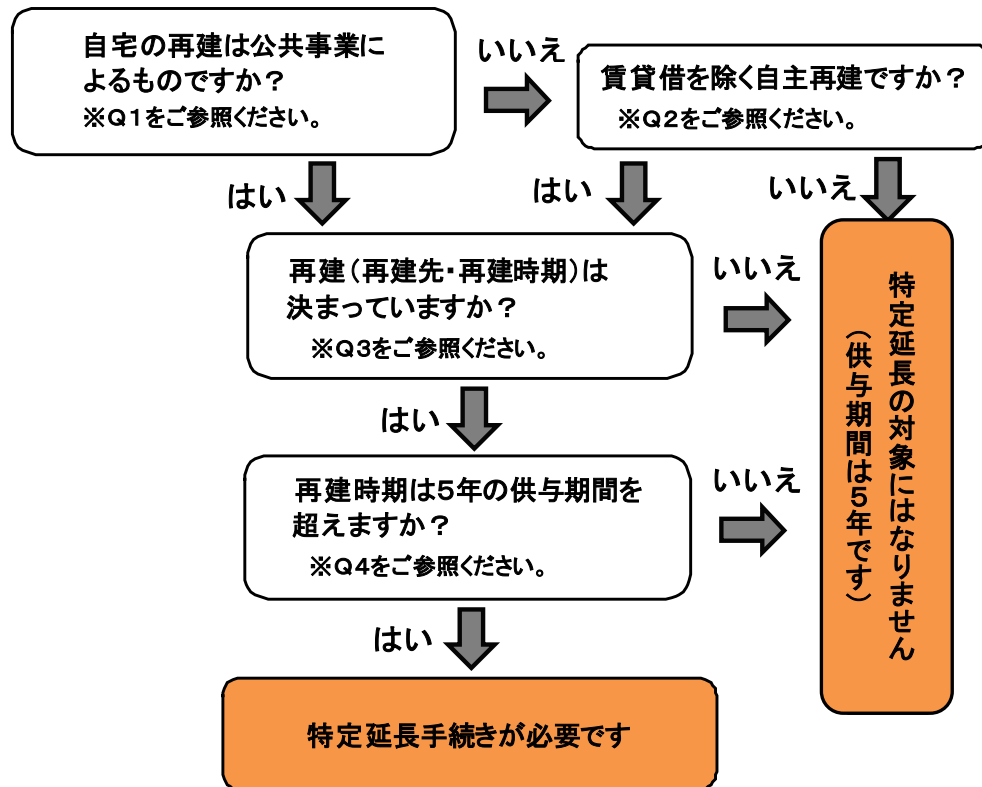 自宅の再建は公共事業に
よるものですか？
※Q1をご参照ください。
いいえ
賃貸借を除く自主再建ですか？
※Q2をご参照ください。
はい
はい
いいえ
再建（再建先・再建時期）は
決まっていますか？
※Q3をご参照ください。
いいえ
特定延長の対象にはなりません
（供与期間は５年です）
はい
再建時期は５年の供与期間を
超えますか？
※Q4をご参照ください。
いいえ
はい
特定延長手続きが必要です